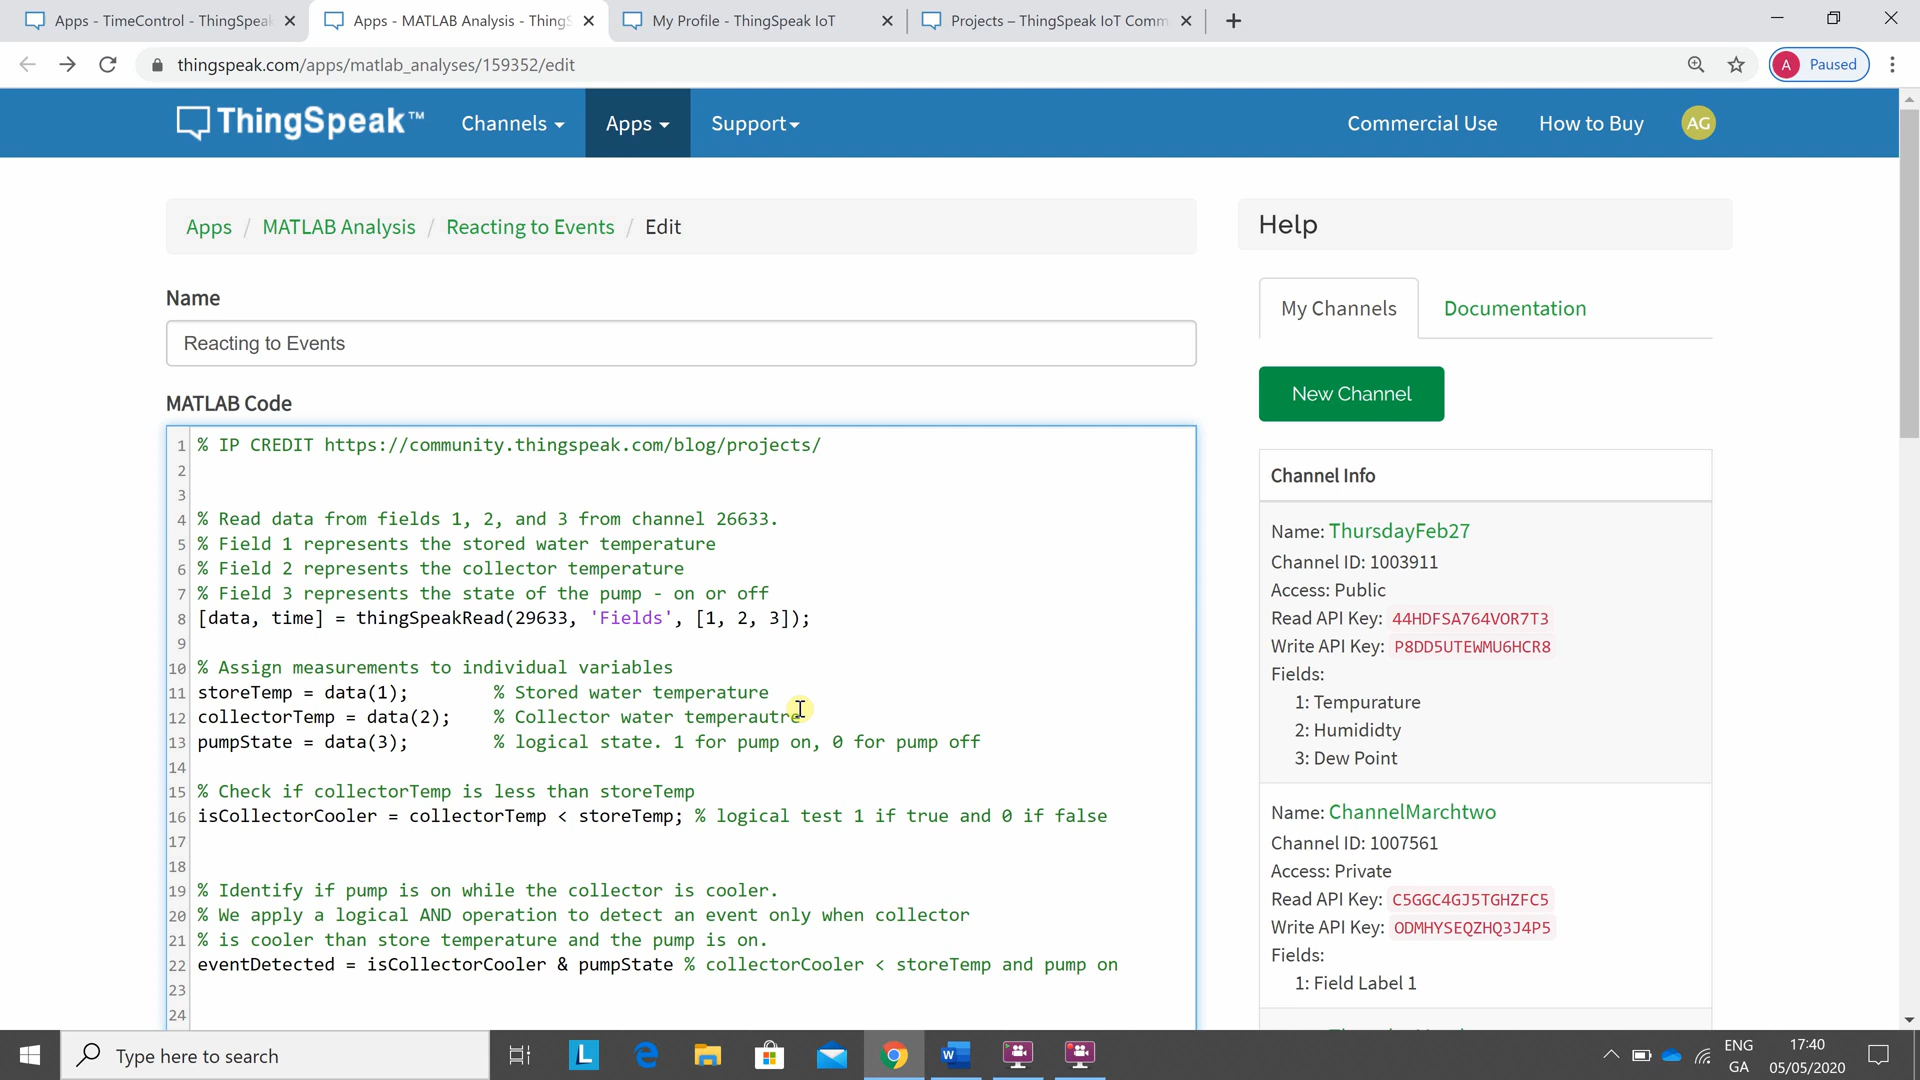 Apps - TimeControl - ThingSpeak
Apps - MATLAB Analysis - ThingS
My Profile - ThingSpeak IoT
Projects – ThingSpeak IoT Comm
thingspeak.com/apps/matlab_analyses/159352/edit
A Paused
ThingSpeak™
Channels
Apps
Support
Commercial Use
How to Buy
AG
Apps / MATLAB Analysis / Reacting to Events / Edit
Help
Name
Reacting to Events
My Channels
Documentation
New Channel
MATLAB Code
1 % IP CREDIT https://community.thingspeak.com/blog/projects/
2
3
4 % Read data from fields 1, 2, and 3 from channel 26633.
5 % Field 1 represents the stored water temperature
6 % Field 2 represents the collector temperature
7 % Field 3 represents the state of the pump - on or off
8 [data, time] = thingSpeakRead(29633, 'Fields', [1, 2, 3]);
9
10 % Assign measurements to individual variables
11 storeTemp = data(1); % Stored water temperature
12 collectorTemp = data(2); % Collector water temperautre
13 pumpState = data(3); % logical state. 1 for pump on, 0 for pump off
14
15 % Check if collectorTemp is less than storeTemp
16 isCollectorCooler = collectorTemp < storeTemp; % logical test 1 if true and 0 if false
17
18
19 % Identify if pump is on while the collector is cooler.
20 % We apply a logical AND operation to detect an event only when collector
21 % is cooler than store temperature and the pump is on.
22 eventDetected = isCollectorCooler & pumpState % collectorCooler < storeTemp and pump on
23
24
Channel Info
Name: ThursdayFeb27
Channel ID: 1003911
Access: Public
Read API Key: 44HDFSA764VOR7T3
Write API Key: P8DD5UTEWMU6HCR8
Fields:
1: Tempurature
2: Humididty
3: Dew Point
Name: ChannelMarchtwo
Channel ID: 1007561
Access: Private
Read API Key: C5GGC4GJ5TGHZFC5
Write API Key: ODMHYSEQZHQ3J4P5
Fields:
1: Field Label 1
Type here to search
L
W
ENG
GA
17:40
05/05/2020